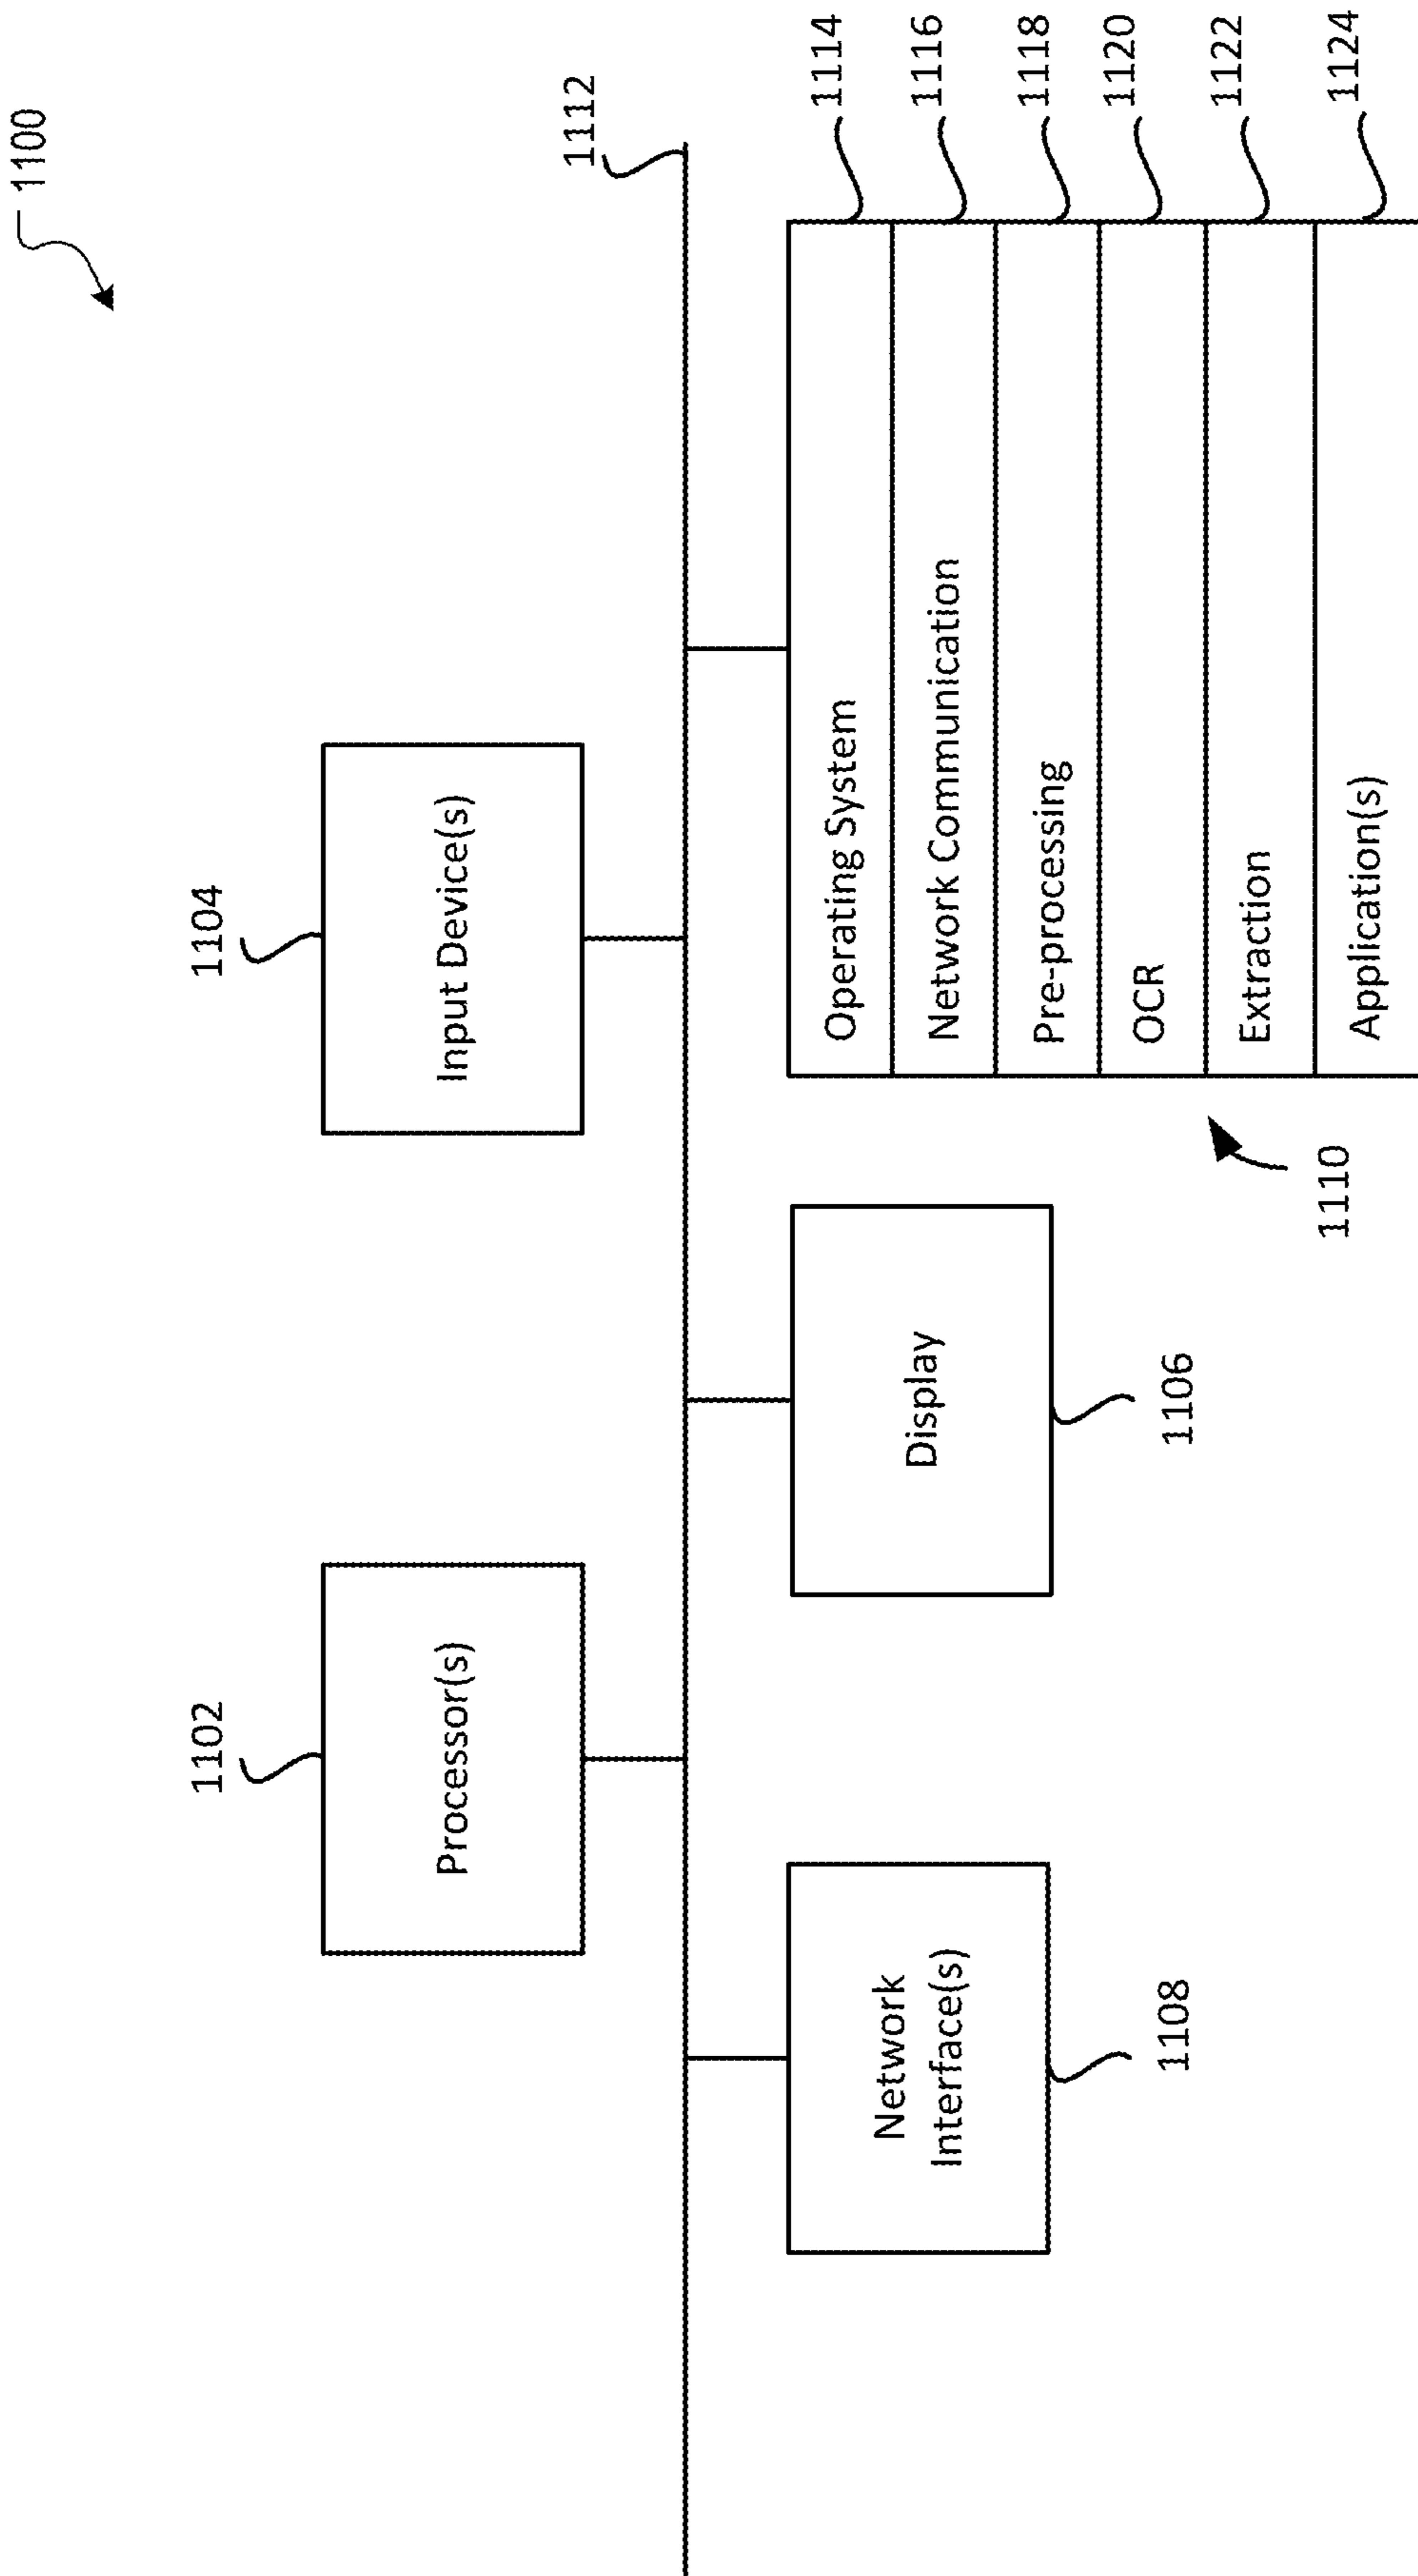 1100
1102
1104
Processor(s)
Input Device(s)
1112
Network
Interface(s)
Display
Operating System
1114
Network Communication
1116
Pre-processing
1118
OCR
1120
Extraction
1122
Application(s)
1124
1108
1106
1110